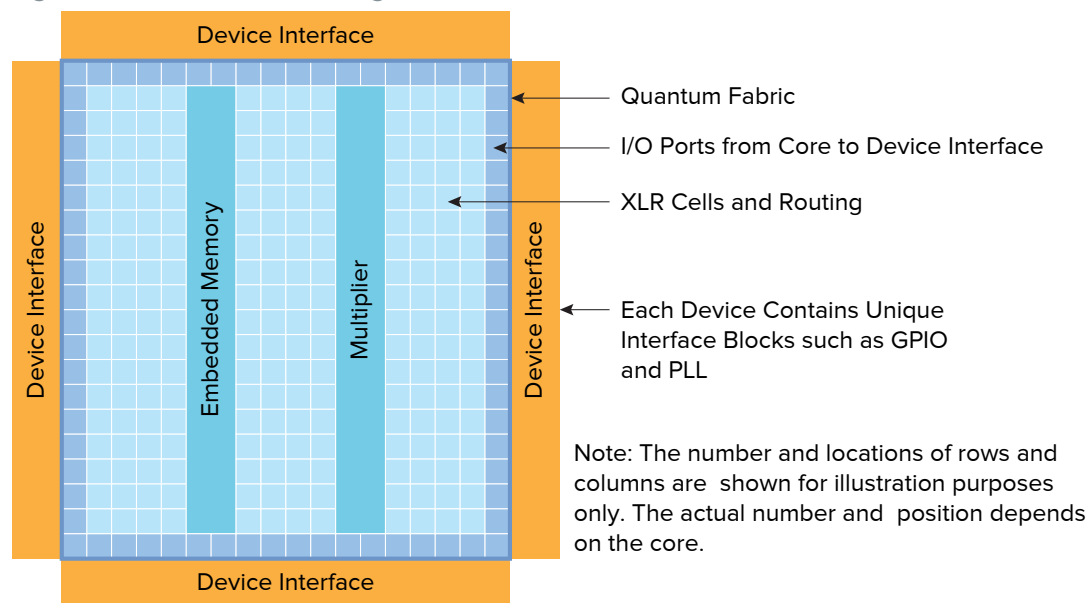 Device Interface
Device Interface
Embedded Memory
Multiplier
Device Interface
Quantum Fabric
I/O Ports from Core to Device Interface
XLR Cells and Routing
Each Device Contains Unique
Interface Blocks such as GPIO
and PLL
Note: The number and locations of rows and
columns are  shown for illustration purposes
only. The actual number and  position depends
on the core.
Device Interface